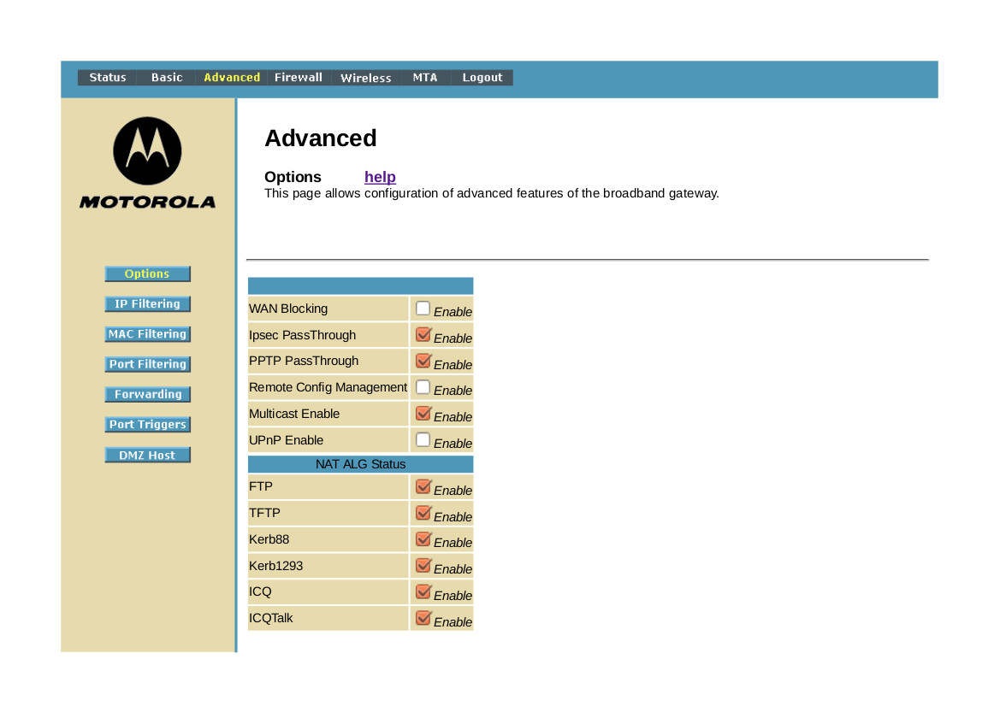 Status Basic Advanced Firewall Wireless MTA Logout
MOTOROLA
Options
IP Filtering
MAC Filtering
Port Filtering
Forwarding
Port Triggers
DMZ Host
Advanced
Options help
This page allows configuration of advanced features of the broadband gateway.
WAN Blocking Enable
Ipsec PassThrough Enable
PPTP PassThrough Enable
Remote Config Management Enable
Multicast Enable Enable
UPnP Enable Enable
NAT ALG Status
FTP Enable
TFTP Enable
Kerb88 Enable
Kerb1293 Enable
ICQ Enable
ICQTalk Enable